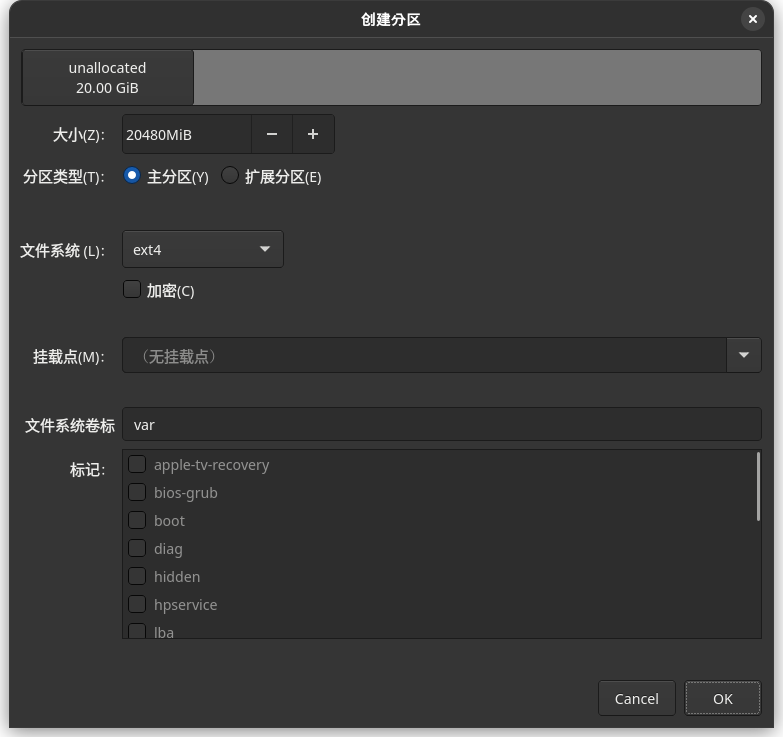 创建分区
unallocated
20.00 GiB
大小(Z)：
20480MiB
分区类型(T)：
主分区(Y) 扩展分区(E)
文件系统 (L)：
ext4
加密(C)
挂载点(M)：
（无挂载点）
文件系统卷标
var
标记：
apple-tv-recovery
bios-grub
boot
diag
hidden
hpservice
lba
Cancel
OK